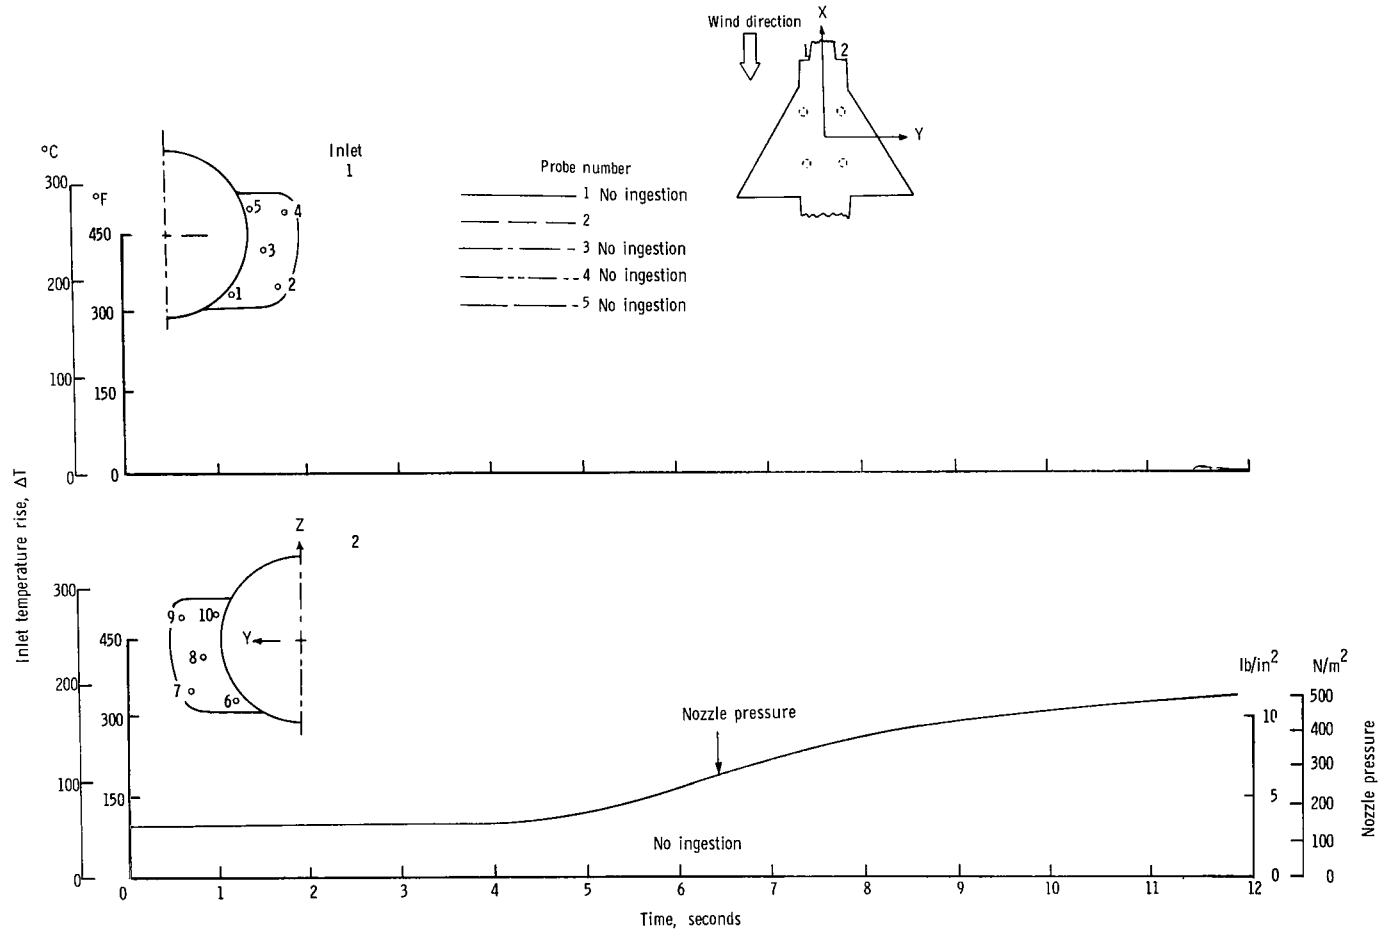 Wind direction
X
1 2
Y
°C
Inlet
1
Probe number
300
°F
1 No ingestion
5
4
2
450
3
3 No ingestion
200
4 No ingestion
1
2
5 No ingestion
300
100
150
0
0
Inlet temperature rise, ΔT
Z
2
300
9
10
450
Y
8
lb/in2
N/m2
200
7
6
Nozzle pressure
500
300
10
400
300
100
150
5
200
Nozzle pressure
No ingestion
100
0
0
0
0 1 2 3 4 5 6 7 8 9 10 11 12
Time, seconds